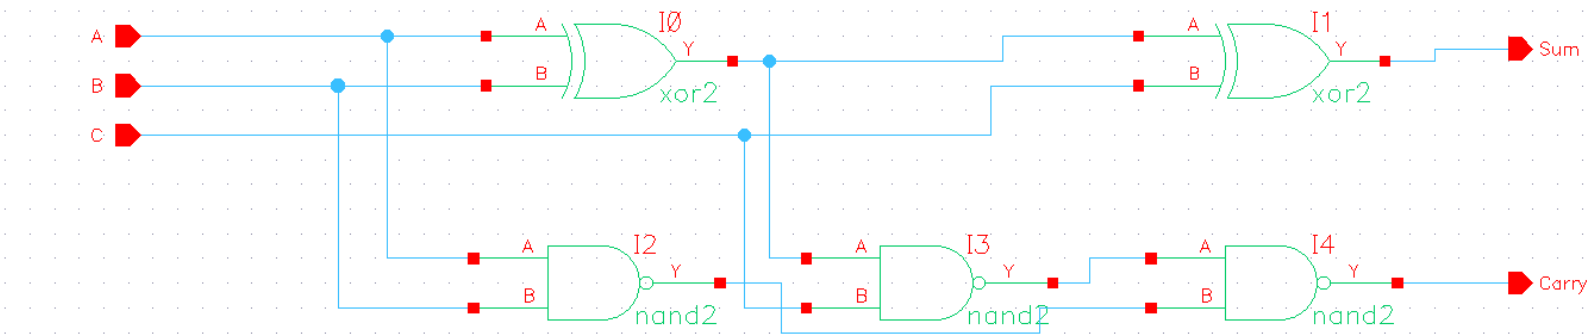 A I0 A I1
A Y Y Sum
B B B
xor2 xor2
C
A I2 A I3 A I4
Y Y Y Carry
B B B
nand2 nand2 nand2